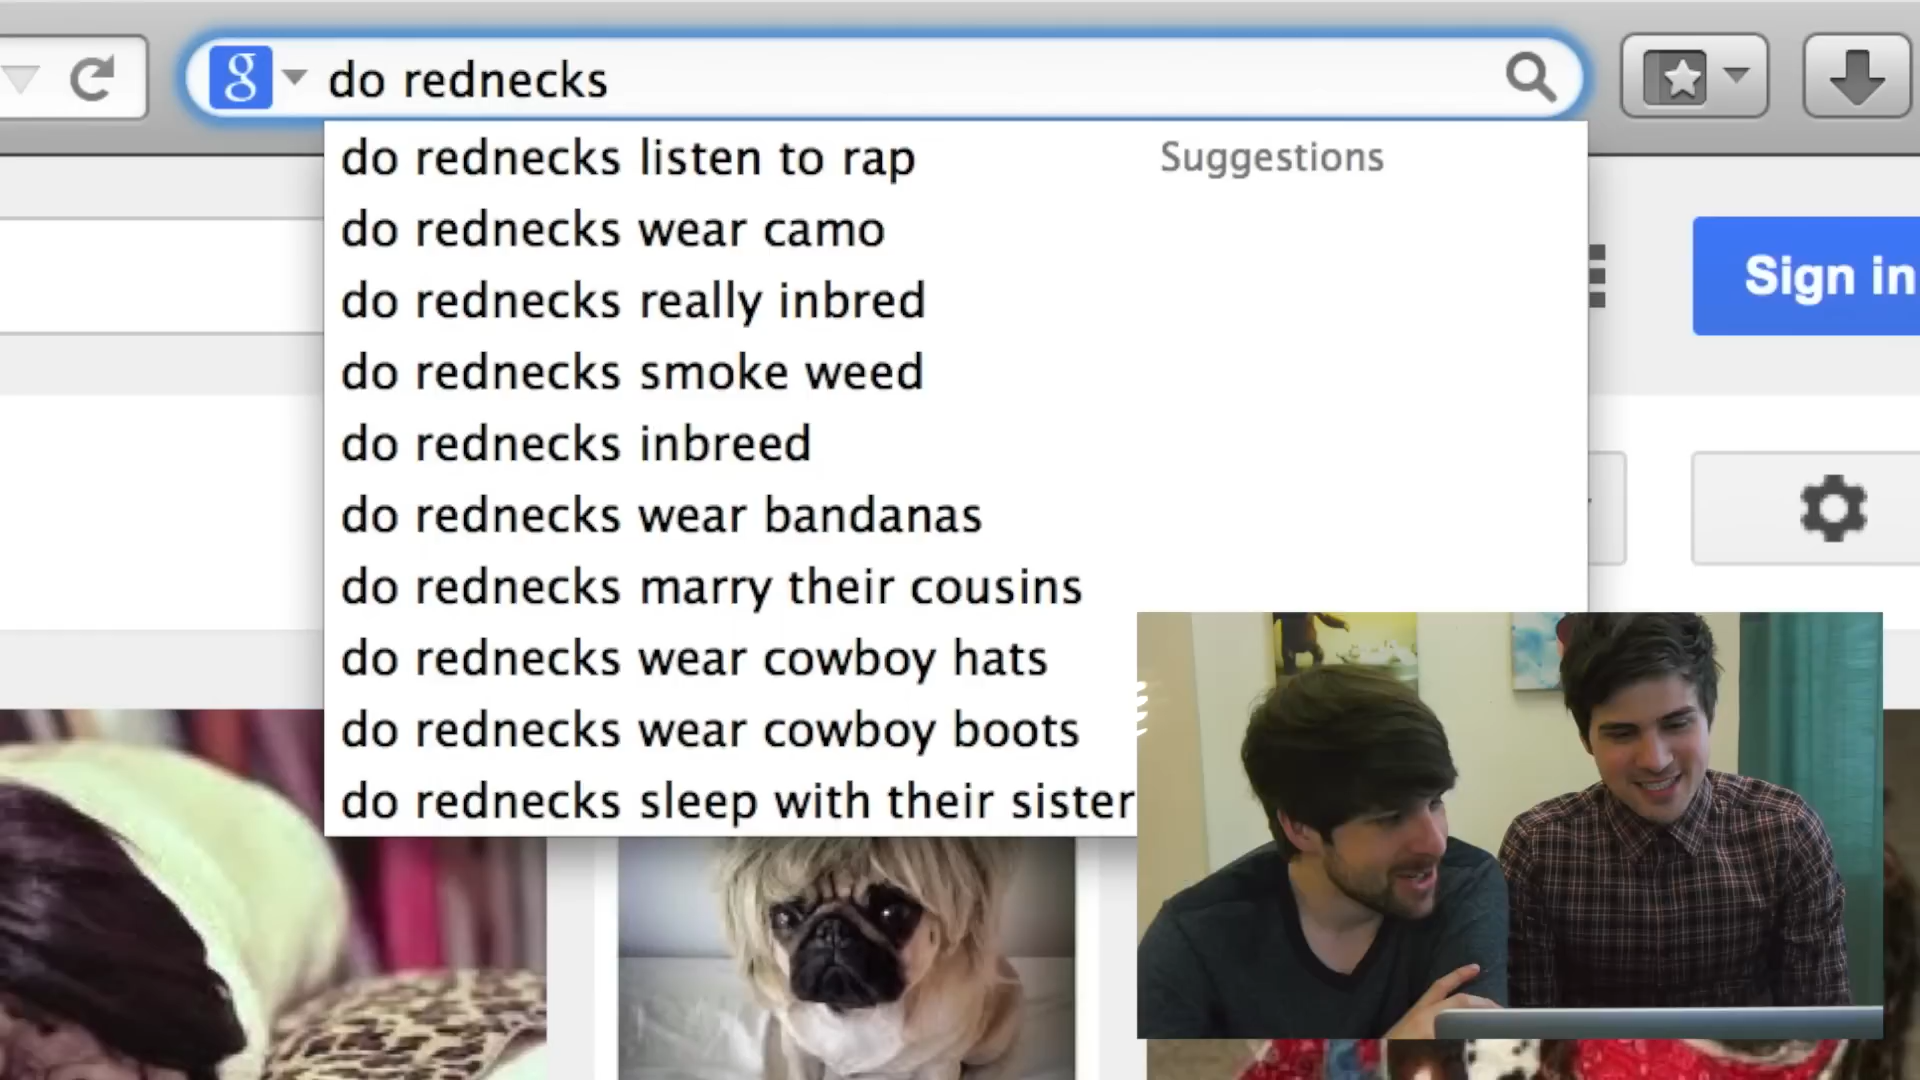 g do rednecks
do rednecks listen to rap Suggestions
do rednecks wear camo
do rednecks really inbred
do rednecks smoke weed
do rednecks inbreed
do rednecks wear bandanas
do rednecks marry their cousins
do rednecks wear cowboy hats
do rednecks wear cowboy boots
do rednecks sleep with their sister
Sign in